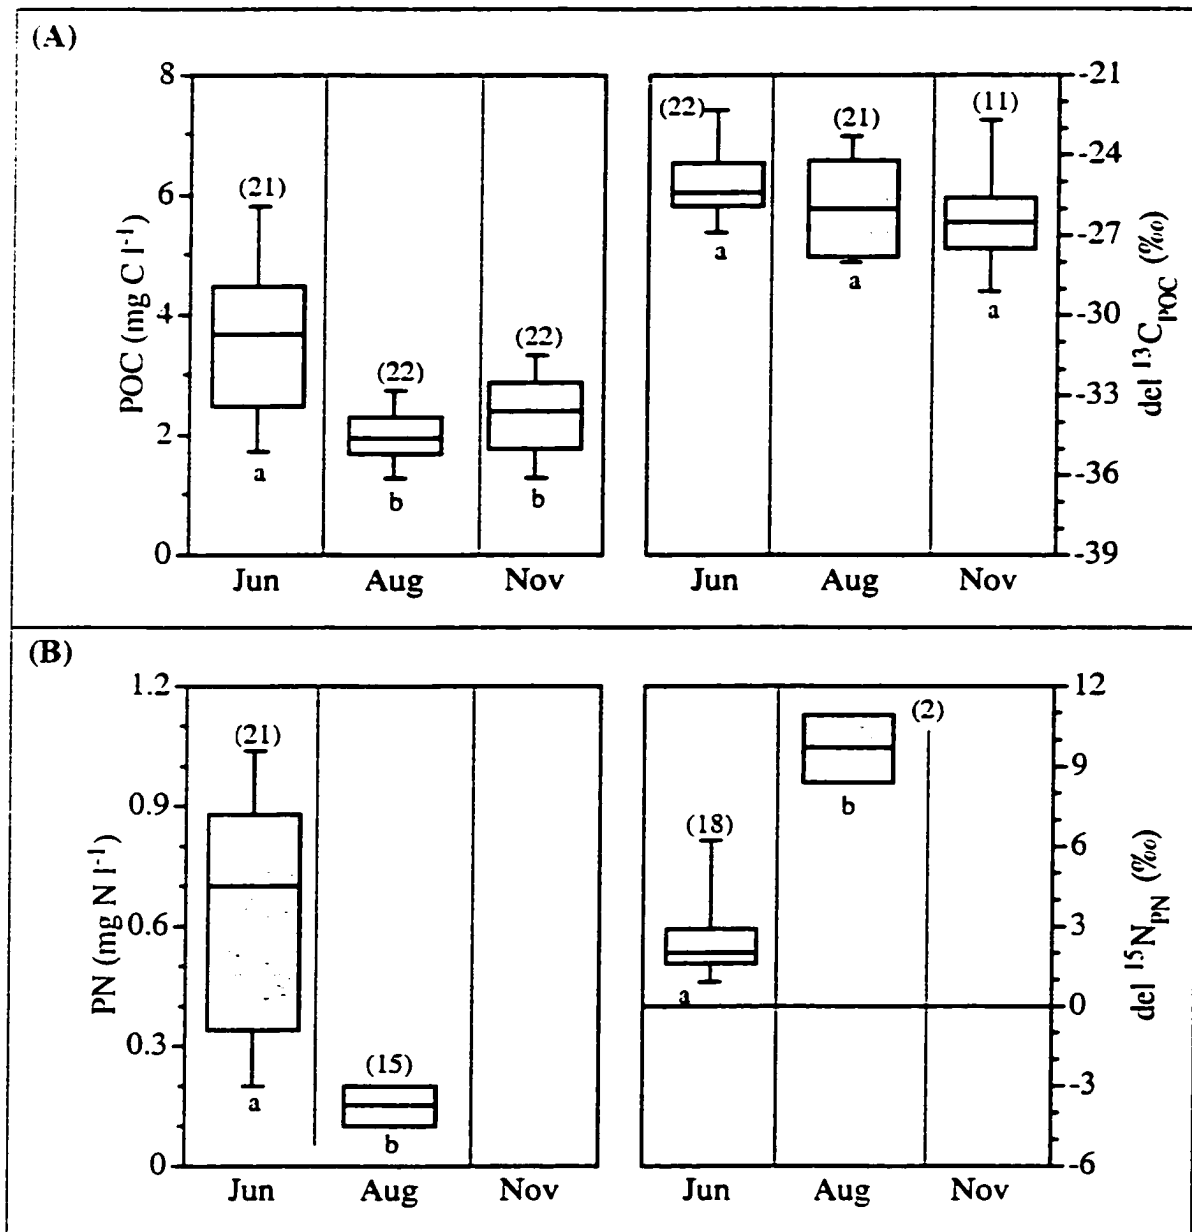 (A)
POC (mg C l⁻¹)
8
6
4
2
0
(21)
(22)
(22)
a
b
b
Jun Aug Nov
(22)
(21)
(11)
a
a
a
Jun Aug Nov
-21
-24
-27
-30
-33
-36
-39
del ¹³C_POC (‰)
(B)
PN (mg N l⁻¹)
1.2
0.9
0.6
0.3
0
(21)
(15)
a
b
Jun Aug Nov
(2)
(18)
b
a
Jun Aug Nov
12
9
6
3
0
-3
-6
del ¹⁵N_PN (‰)